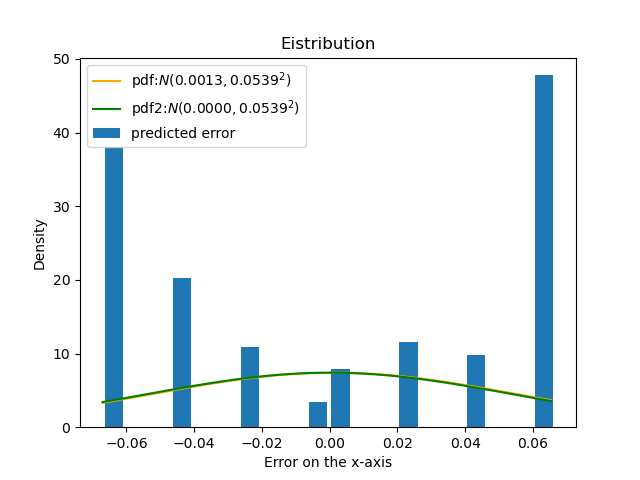 Eistribution
50
40
30
20
10
0
Density
pdf:N(0.0013, 0.0539²)
pdf2:N(0.0000, 0.0539²)
predicted error
−0.06 −0.04 −0.02 0.00 0.02 0.04 0.06
Error on the x-axis